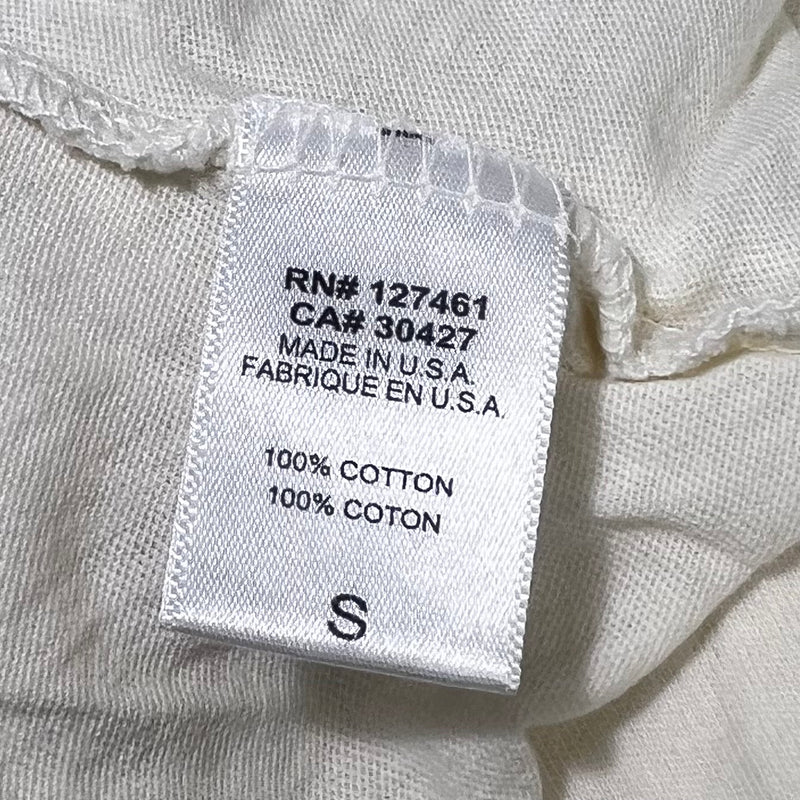 RN# 127461
CA# 30427
MADE IN U.S.A.
FABRIQUE EN U.S.A.
100% COTTON
100% COTON
S